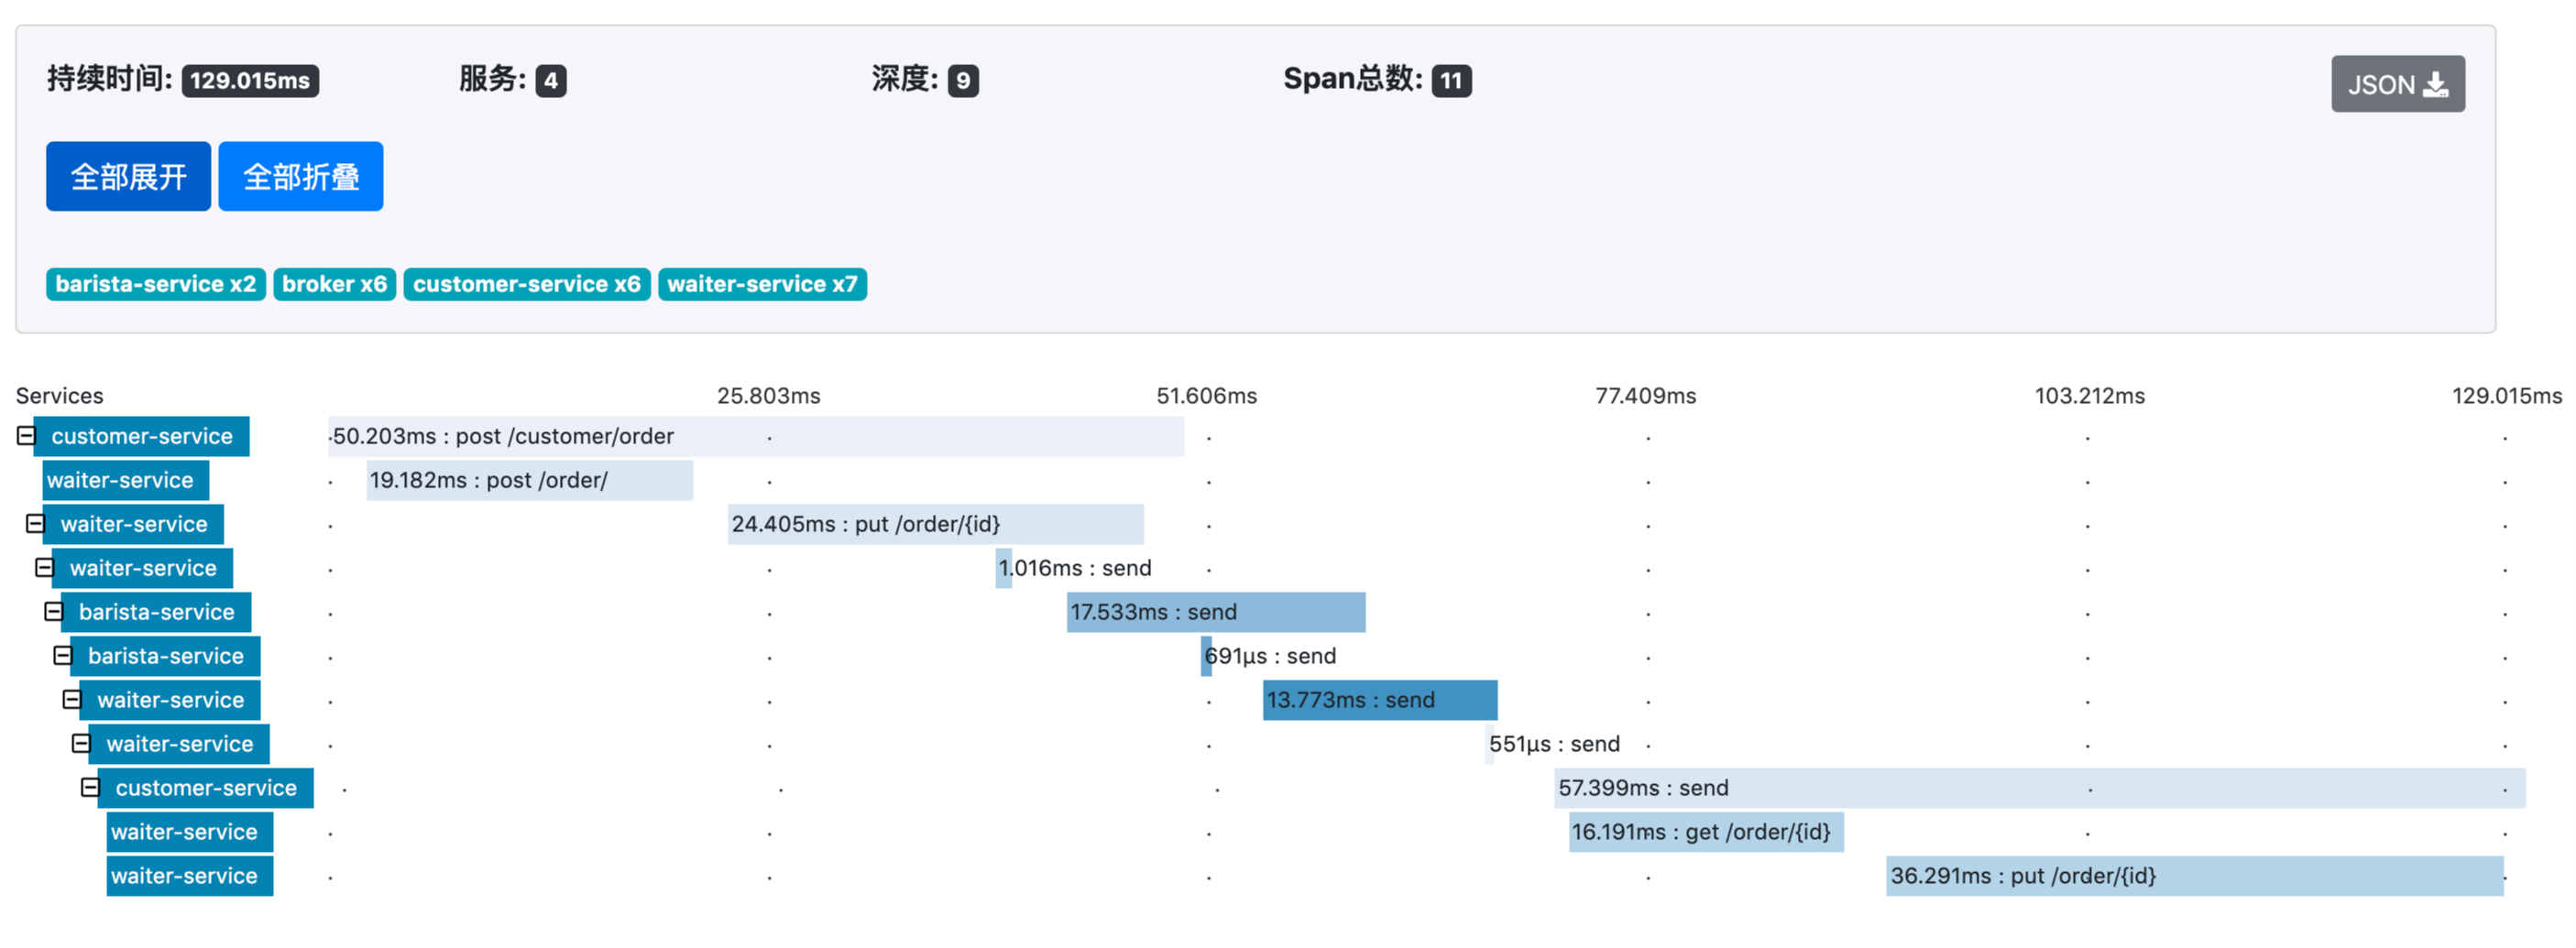 持续时间: 129.015ms 服务: 4 深度: 9 Span总数: 11 JSON
全部展开 全部折叠
barista-service x2 broker x6 customer-service x6 waiter-service x7
Services 25.803ms 51.606ms 77.409ms 103.212ms 129.015ms
customer-service 50.203ms : post /customer/order
waiter-service 19.182ms : post /order/
waiter-service 24.405ms : put /order/{id}
waiter-service 1.016ms : send
barista-service 17.533ms : send
barista-service 691μs : send
waiter-service 13.773ms : send
waiter-service 551μs : send
customer-service 57.399ms : send
waiter-service 16.191ms : get /order/{id}
waiter-service 36.291ms : put /order/{id}